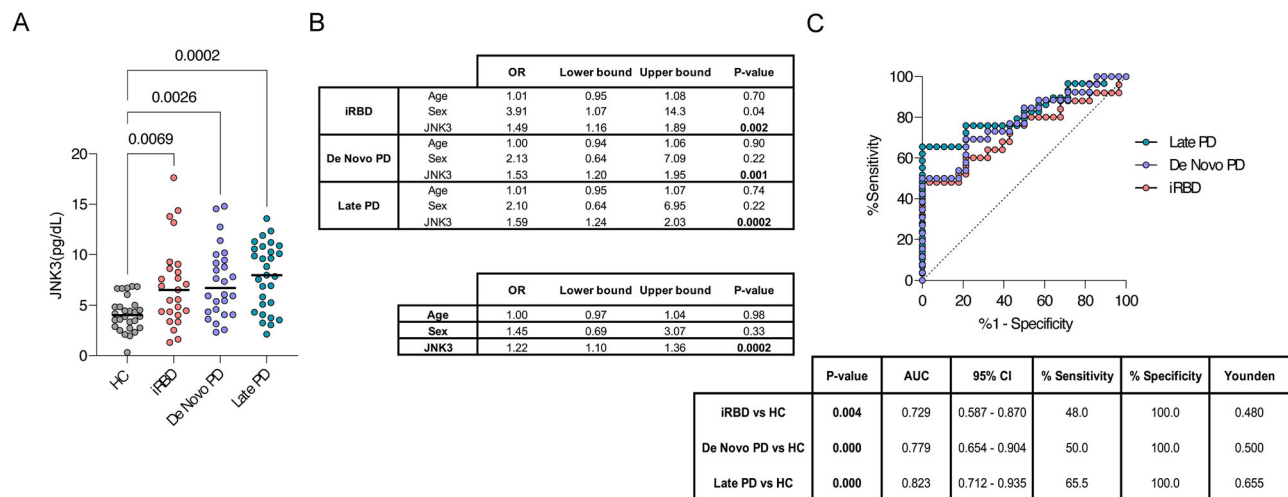 A
0.0002
0.0026
0.0069
20
15
10
5
0
JNK3(pg/dL)
HC
iRBD
De Novo PD
Late PD
B
OR Lower bound Upper bound P-value
iRBD
Age 1.01 0.95 1.08 0.70
Sex 3.91 1.07 14.3 0.04
JNK3 1.49 1.16 1.89 0.002
De Novo PD
Age 1.00 0.94 1.06 0.90
Sex 2.13 0.64 7.09 0.22
JNK3 1.53 1.20 1.95 0.001
Late PD
Age 1.01 0.95 1.07 0.74
Sex 2.10 0.64 6.95 0.22
JNK3 1.59 1.24 2.03 0.0002
OR Lower bound Upper bound P-value
Age 1.00 0.97 1.04 0.98
Sex 1.45 0.69 3.07 0.33
JNK3 1.22 1.10 1.36 0.0002
C
100
80
60
40
20
0
%Sensitivity
0 20 40 60 80 100
%1 - Specificity
Late PD
De Novo PD
iRBD
P-value AUC 95% CI % Sensitivity % Specificity Younden
iRBD vs HC 0.004 0.729 0.587 - 0.870 48.0 100.0 0.480
De Novo PD vs HC 0.000 0.779 0.654 - 0.904 50.0 100.0 0.500
Late PD vs HC 0.000 0.823 0.712 - 0.935 65.5 100.0 0.655